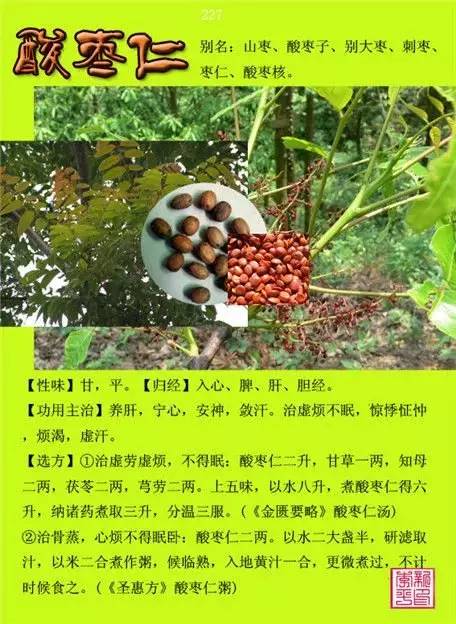 227
酸枣仁
别名：山枣、酸枣子、别大枣、刺枣、
枣仁、酸枣核。
【性味】甘，平。【归经】入心、脾、肝、胆经。
【功用主治】养肝，宁心，安神，敛汗。治虚烦不眠，惊悸怔忡
，烦渴，虚汗。
【选方】①治虚劳虚烦，不得眠：酸枣仁二升，甘草一两，知母
二两，茯苓二两，芎劳二两。上五味，以水八升，煮酸枣仁得六
升，纳诸药煮取三升，分温三服。(《金匮要略》酸枣仁汤)
②治骨蒸，心烦不得眠卧：酸枣仁二两。以水二大盏半，研滤取
汁，以米二合煮作粥，候临熟，入地黄汁一合，更微煮过，不计
时候食之。(《圣惠方》酸枣仁粥)